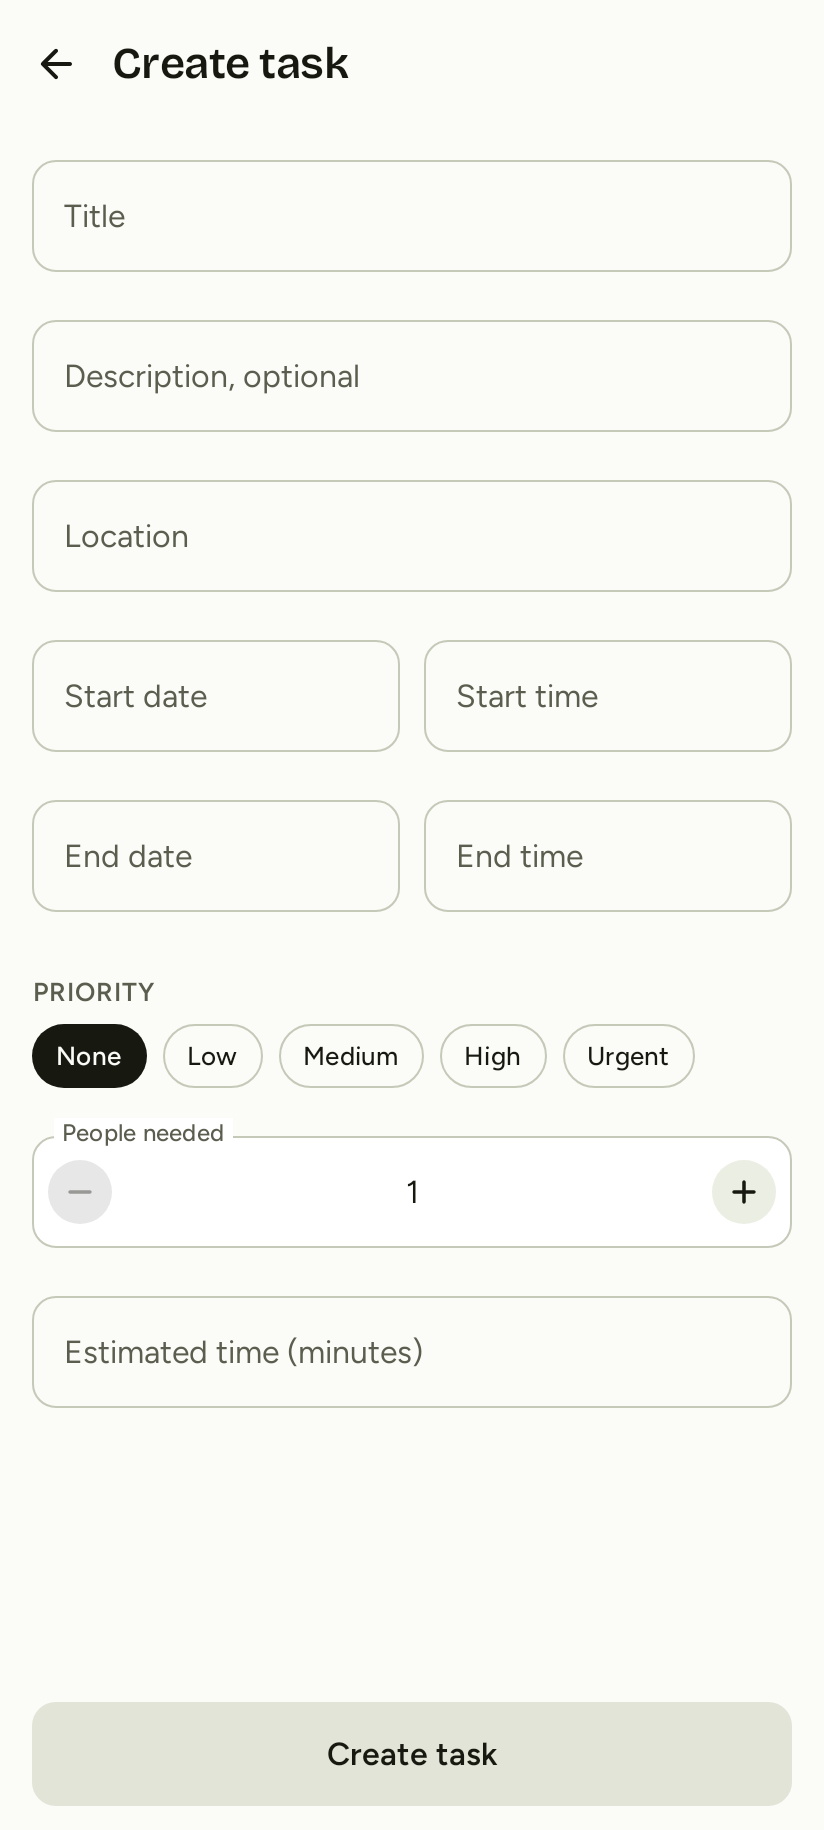 Create task
Title
Description, optional
Location
Start date Start time
End date End time
PRIORITY
None Low Medium High Urgent
People needed
1
Estimated time (minutes)
Create task